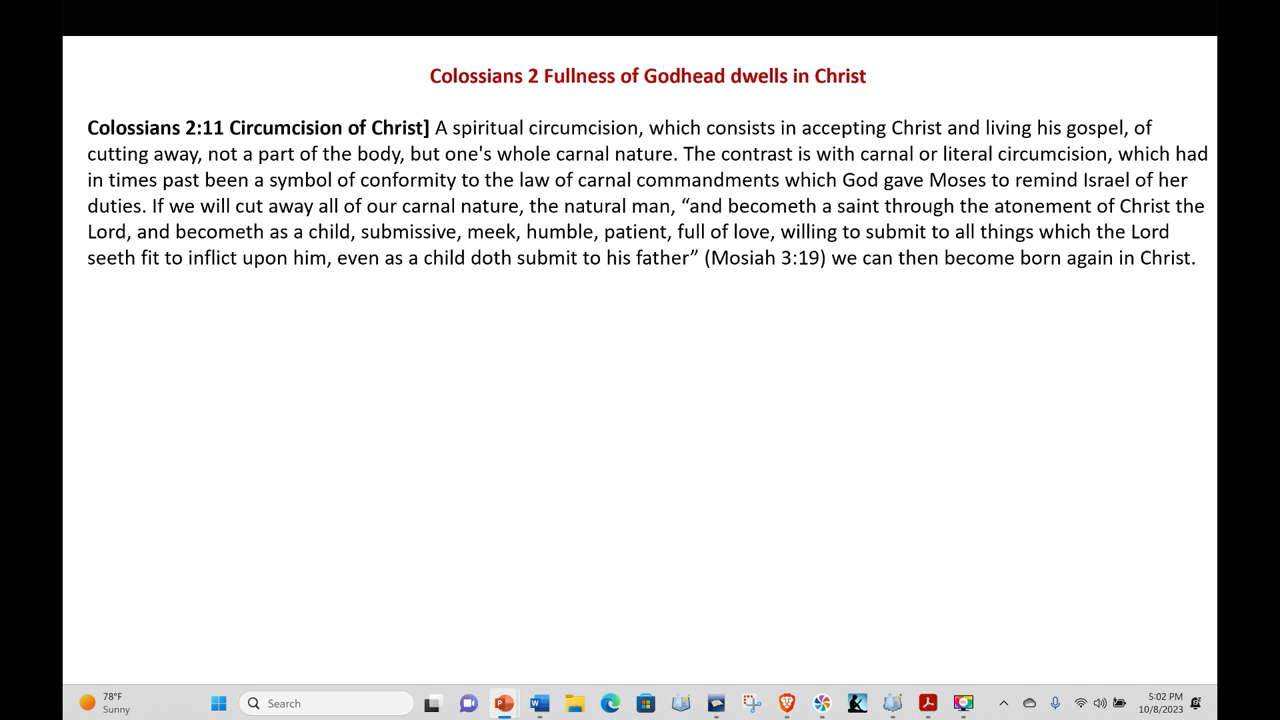 Colossians 2 Fullness of Godhead dwells in Christ
Colossians 2:11 Circumcision of Christ] A spiritual circumcision, which consists in accepting Christ and living his gospel, of
cutting away, not a part of the body, but one's whole carnal nature. The contrast is with carnal or literal circumcision, which had
in times past been a symbol of conformity to the law of carnal commandments which God gave Moses to remind Israel of her
duties. If we will cut away all of our carnal nature, the natural man, “and becometh a saint through the atonement of Christ the
Lord, and becometh as a child, submissive, meek, humble, patient, full of love, willing to submit to all things which the Lord
seeth fit to inflict upon him, even as a child doth submit to his father” (Mosiah 3:19) we can then become born again in Christ.
78°F
Sunny
Search
5:02 PM
10/8/2023